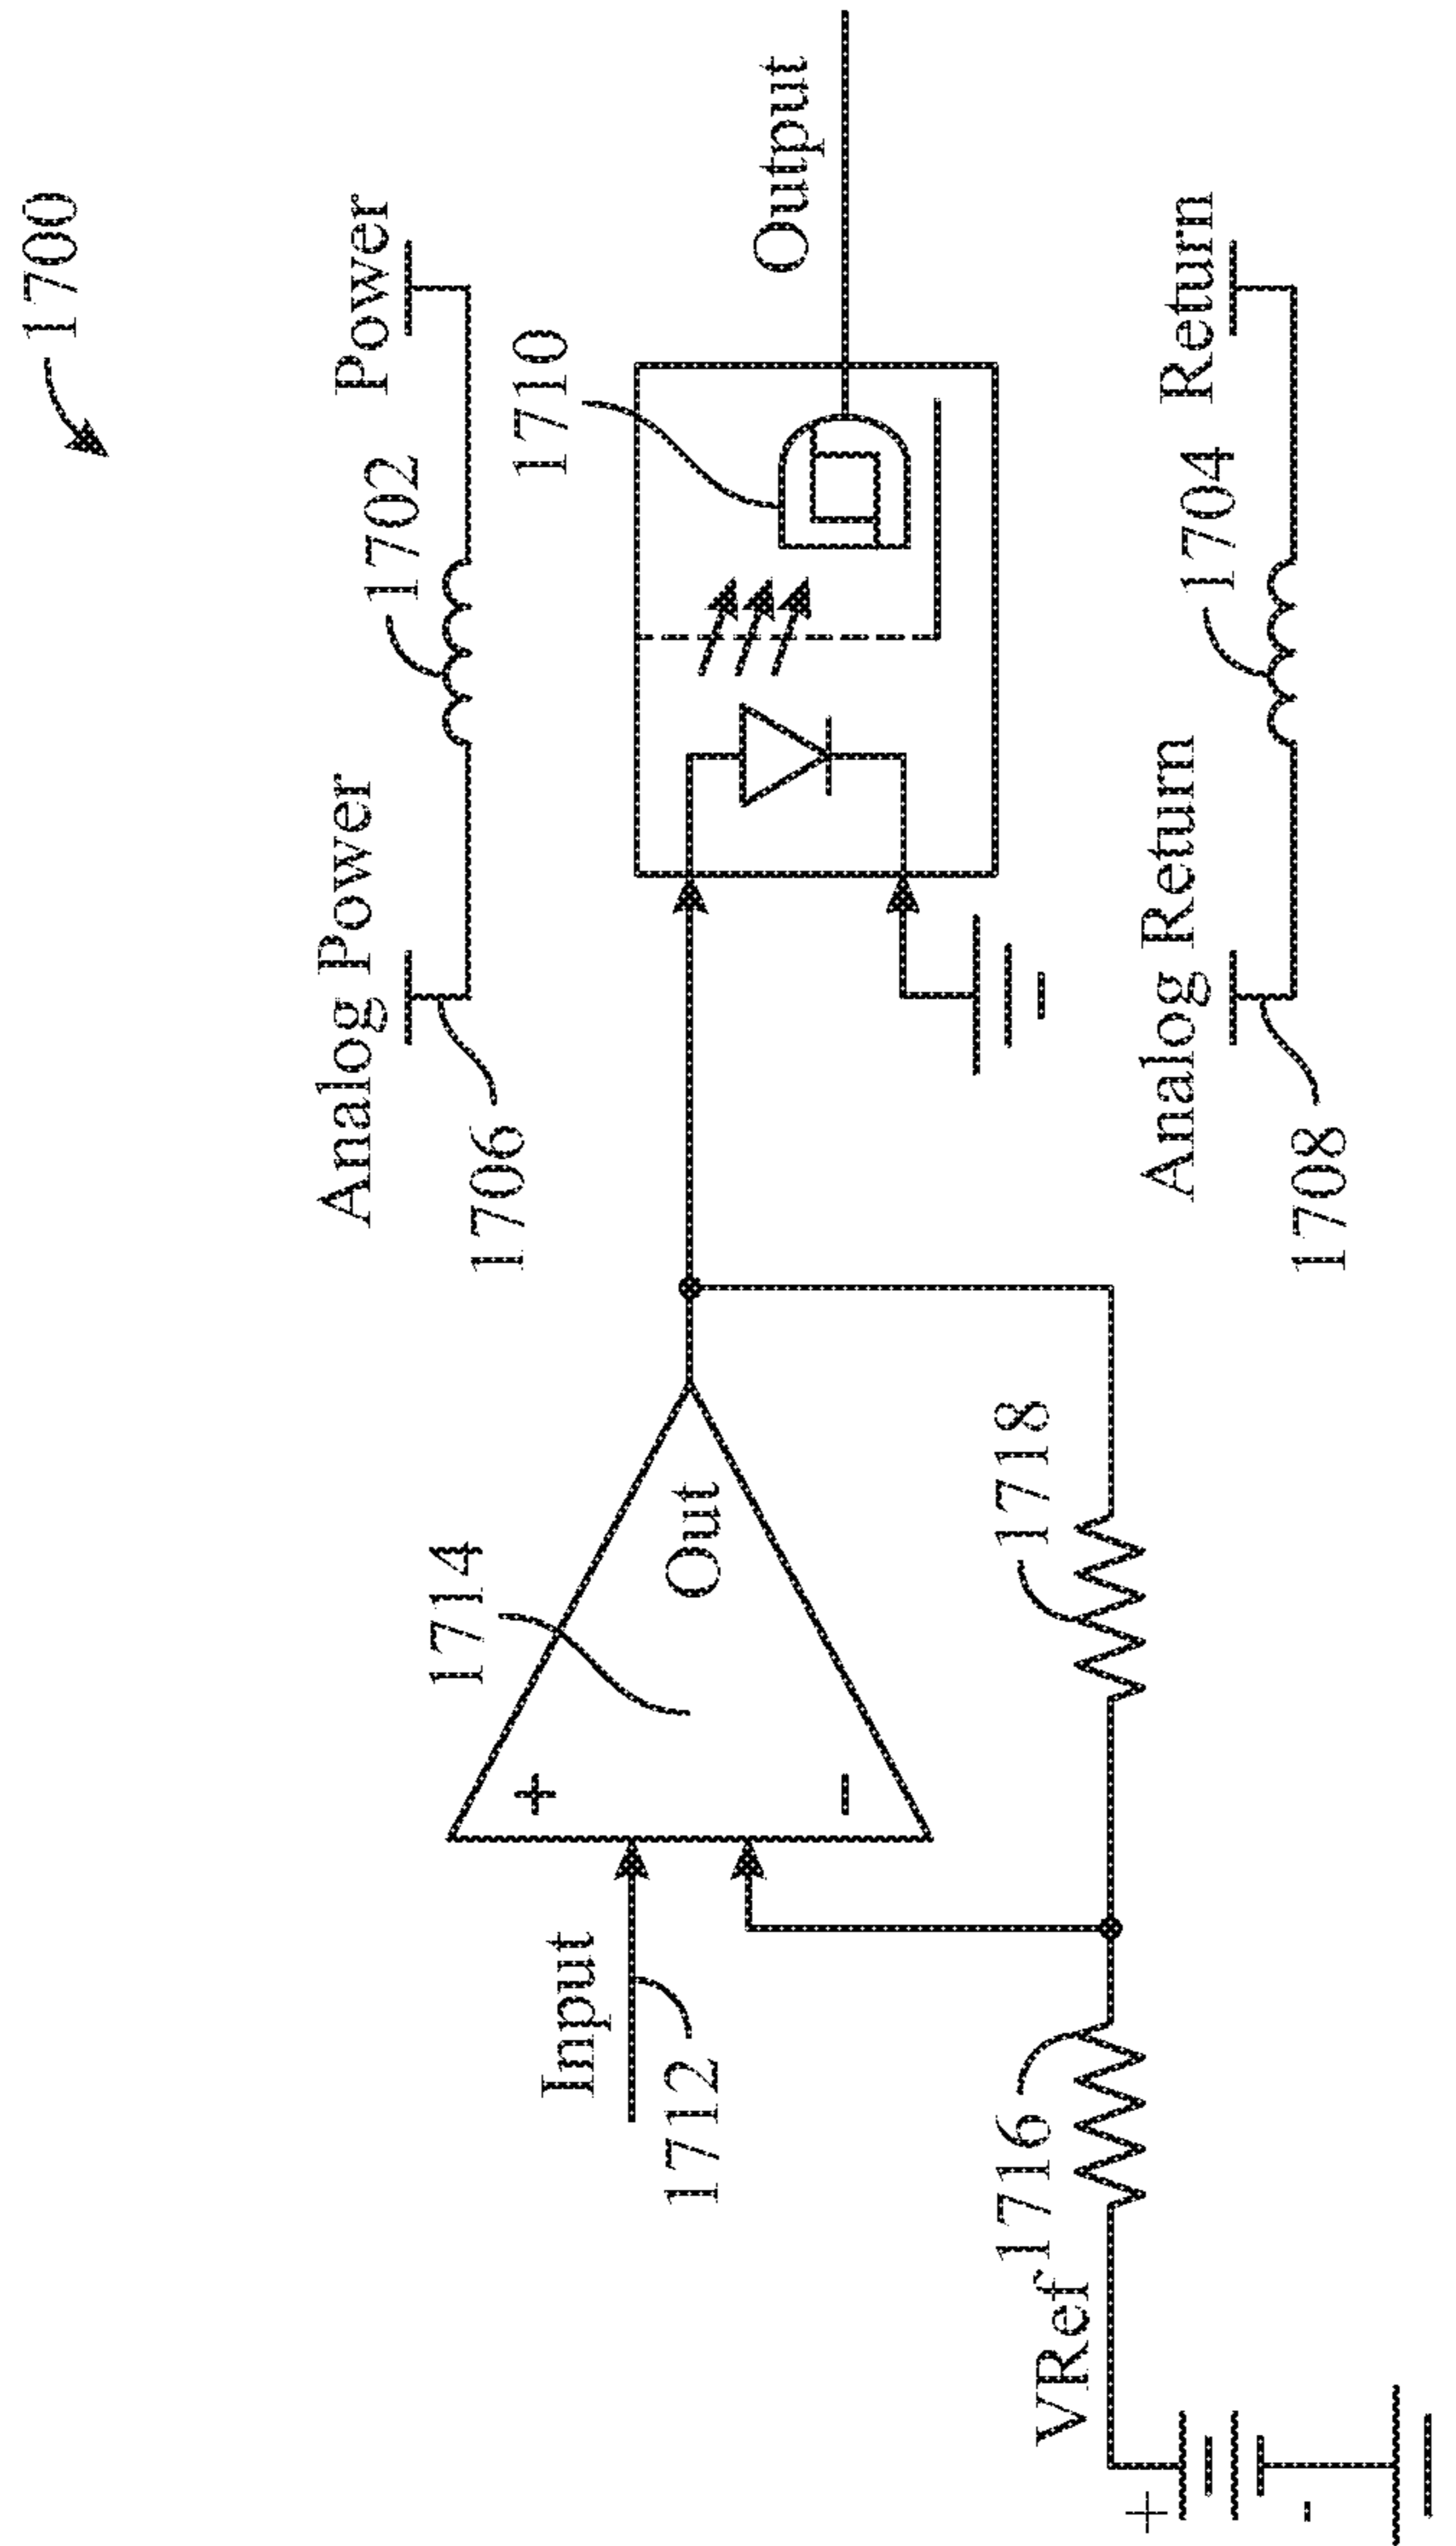 1700
Analog Power
Power
1702
1706
1714
1710
Output
Input
+
Out
-
1712
VRef
1716
1718
Analog Return
Return
1704
1708
+
-